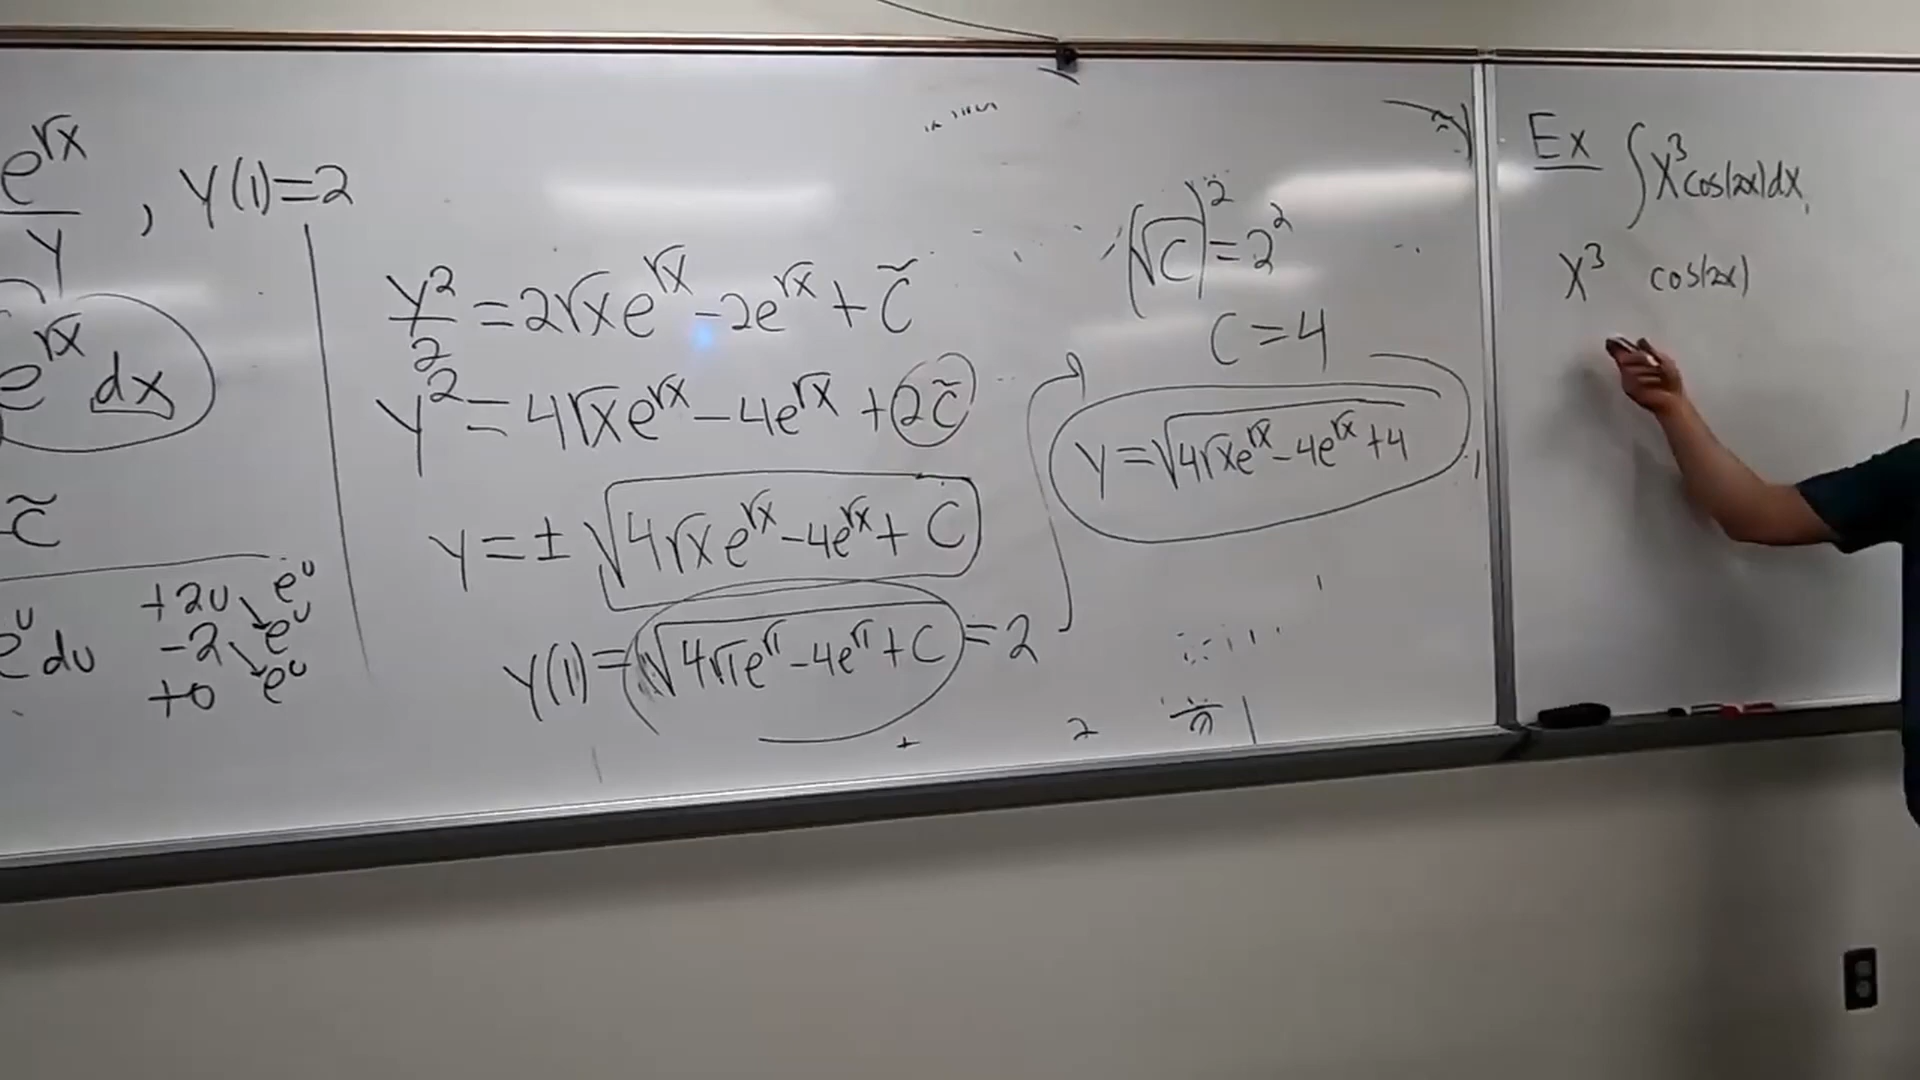 e^√x / y , y(1)=2
e^√x dx
c̃
e^u du
+2u e^u
-2 e^u
+0 e^u
y²/2 = 2√x e^√x - 2e^√x + c̃
y² = 4√x e^√x - 4e^√x + 2c̃
y = ± √(4√x e^√x - 4e^√x + C)
y(1) = √(4√1 e^√1 - 4e^√1 + C) = 2
(√C)² = 2²
C = 4
y = √(4√x e^√x - 4e^√x + 4)
Ex ∫x³cos(2x)dx
x³ cos(2x)